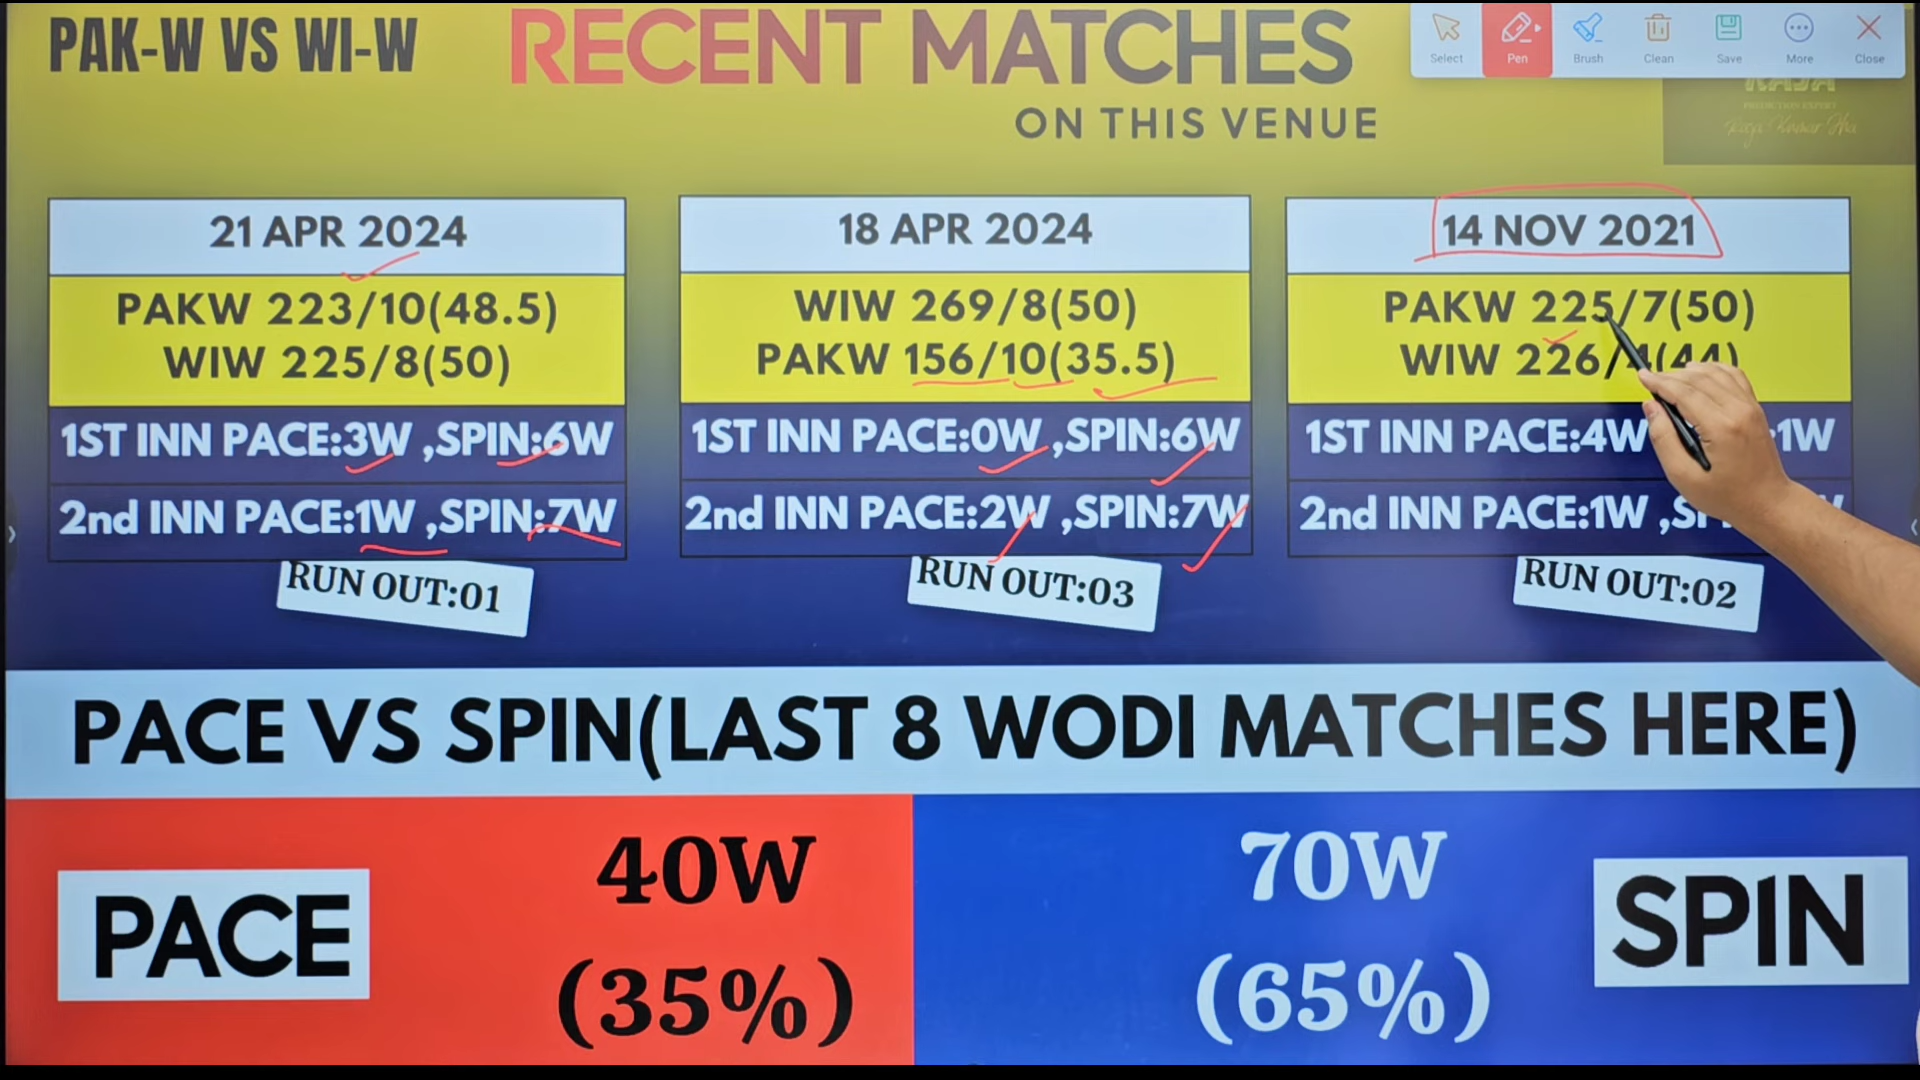 PAK-W VS WI-W
RECENT MATCHES
ON THIS VENUE
Select
Pen
Brush
Clean
Save
More
Close
PREDICTION EXPERT
21 APR 2024
PAKW 223/10(48.5)
WIW 225/8(50)
1ST INN PACE:3W ,SPIN:6W
2nd INN PACE:1W ,SPIN:7W
RUN OUT:01
18 APR 2024
WIW 269/8(50)
PAKW 156/10(35.5)
1ST INN PACE:0W ,SPIN:6W
2nd INN PACE:2W ,SPIN:7W
RUN OUT:03
14 NOV 2021
PAKW 225/7(50)
WIW 226/4(44)
1ST INN PACE:4W :1W
2nd INN PACE:1W
RUN OUT:02
PACE VS SPIN(LAST 8 WODI MATCHES HERE)
PACE
40W
(35%)
70W
(65%)
SPIN